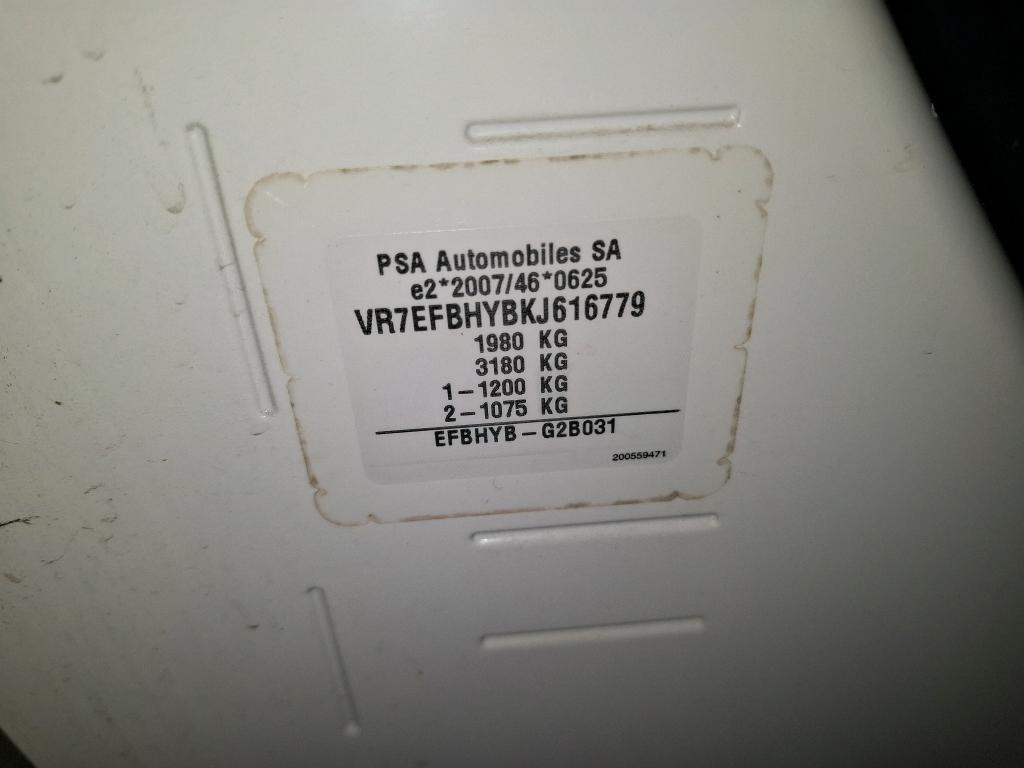 PSA Automobiles SA
e2*2007/46*0625
VR7EFBHYBKJ616779
1980 KG
3180 KG
1-1200 KG
2-1075 KG
EFBHYB-G2B031
200559471